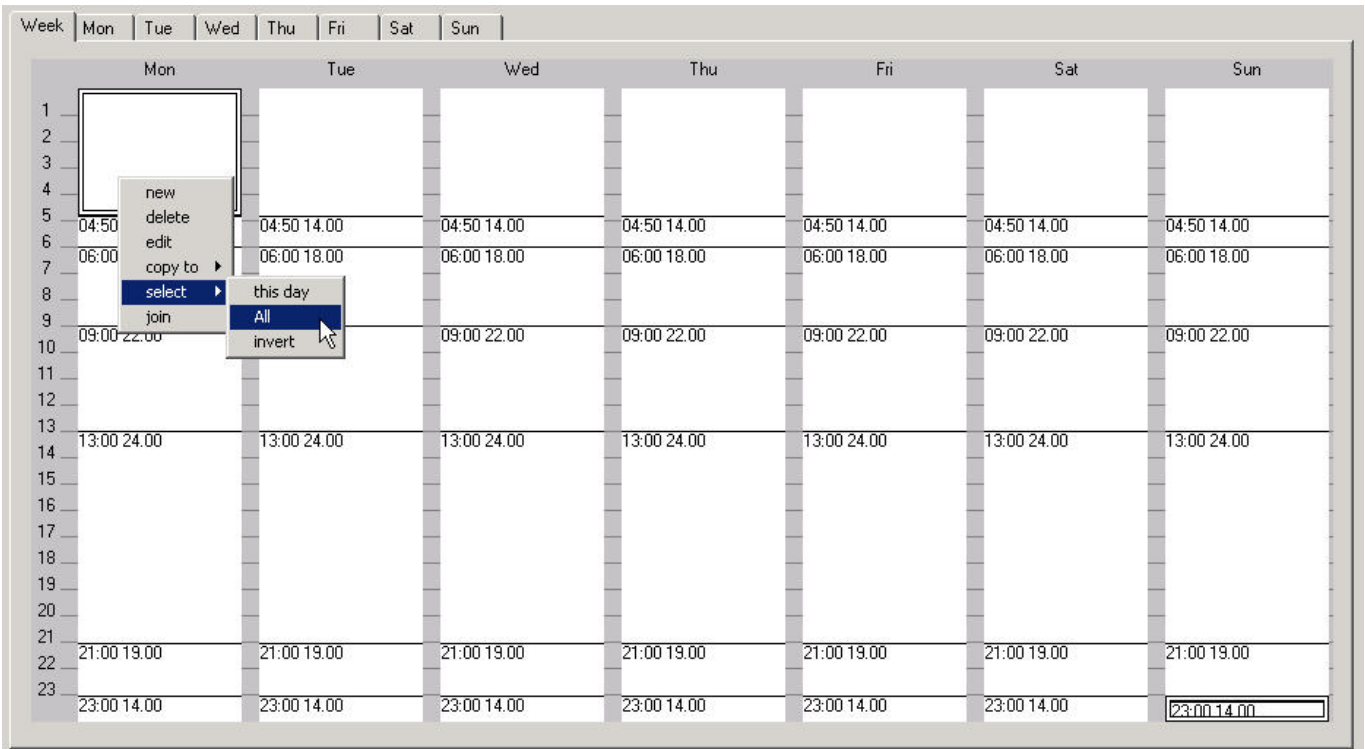 Week Mon Tue Wed Thu Fri Sat Sun
Mon Tue Wed Thu Fri Sat Sun
1
2
3
4
new
5
delete
04:50 04:50 14.00 04:50 14.00 04:50 14.00 04:50 14.00 04:50 14.00 04:50 14.00
6
edit
06:00 06:00 18.00 06:00 18.00 06:00 18.00 06:00 18.00 06:00 18.00 06:00 18.00
7
copy to
8
select this day
9
join All
09:00 22.00 09:00 22.00 09:00 22.00 09:00 22.00 09:00 22.00 09:00 22.00
10
invert
11
12
13
13:00 24.00 13:00 24.00 13:00 24.00 13:00 24.00 13:00 24.00 13:00 24.00 13:00 24.00
14
15
16
17
18
19
20
21
21:00 19.00 21:00 19.00 21:00 19.00 21:00 19.00 21:00 19.00 21:00 19.00 21:00 19.00
22
23
23:00 14.00 23:00 14.00 23:00 14.00 23:00 14.00 23:00 14.00 23:00 14.00 23:00 14.00